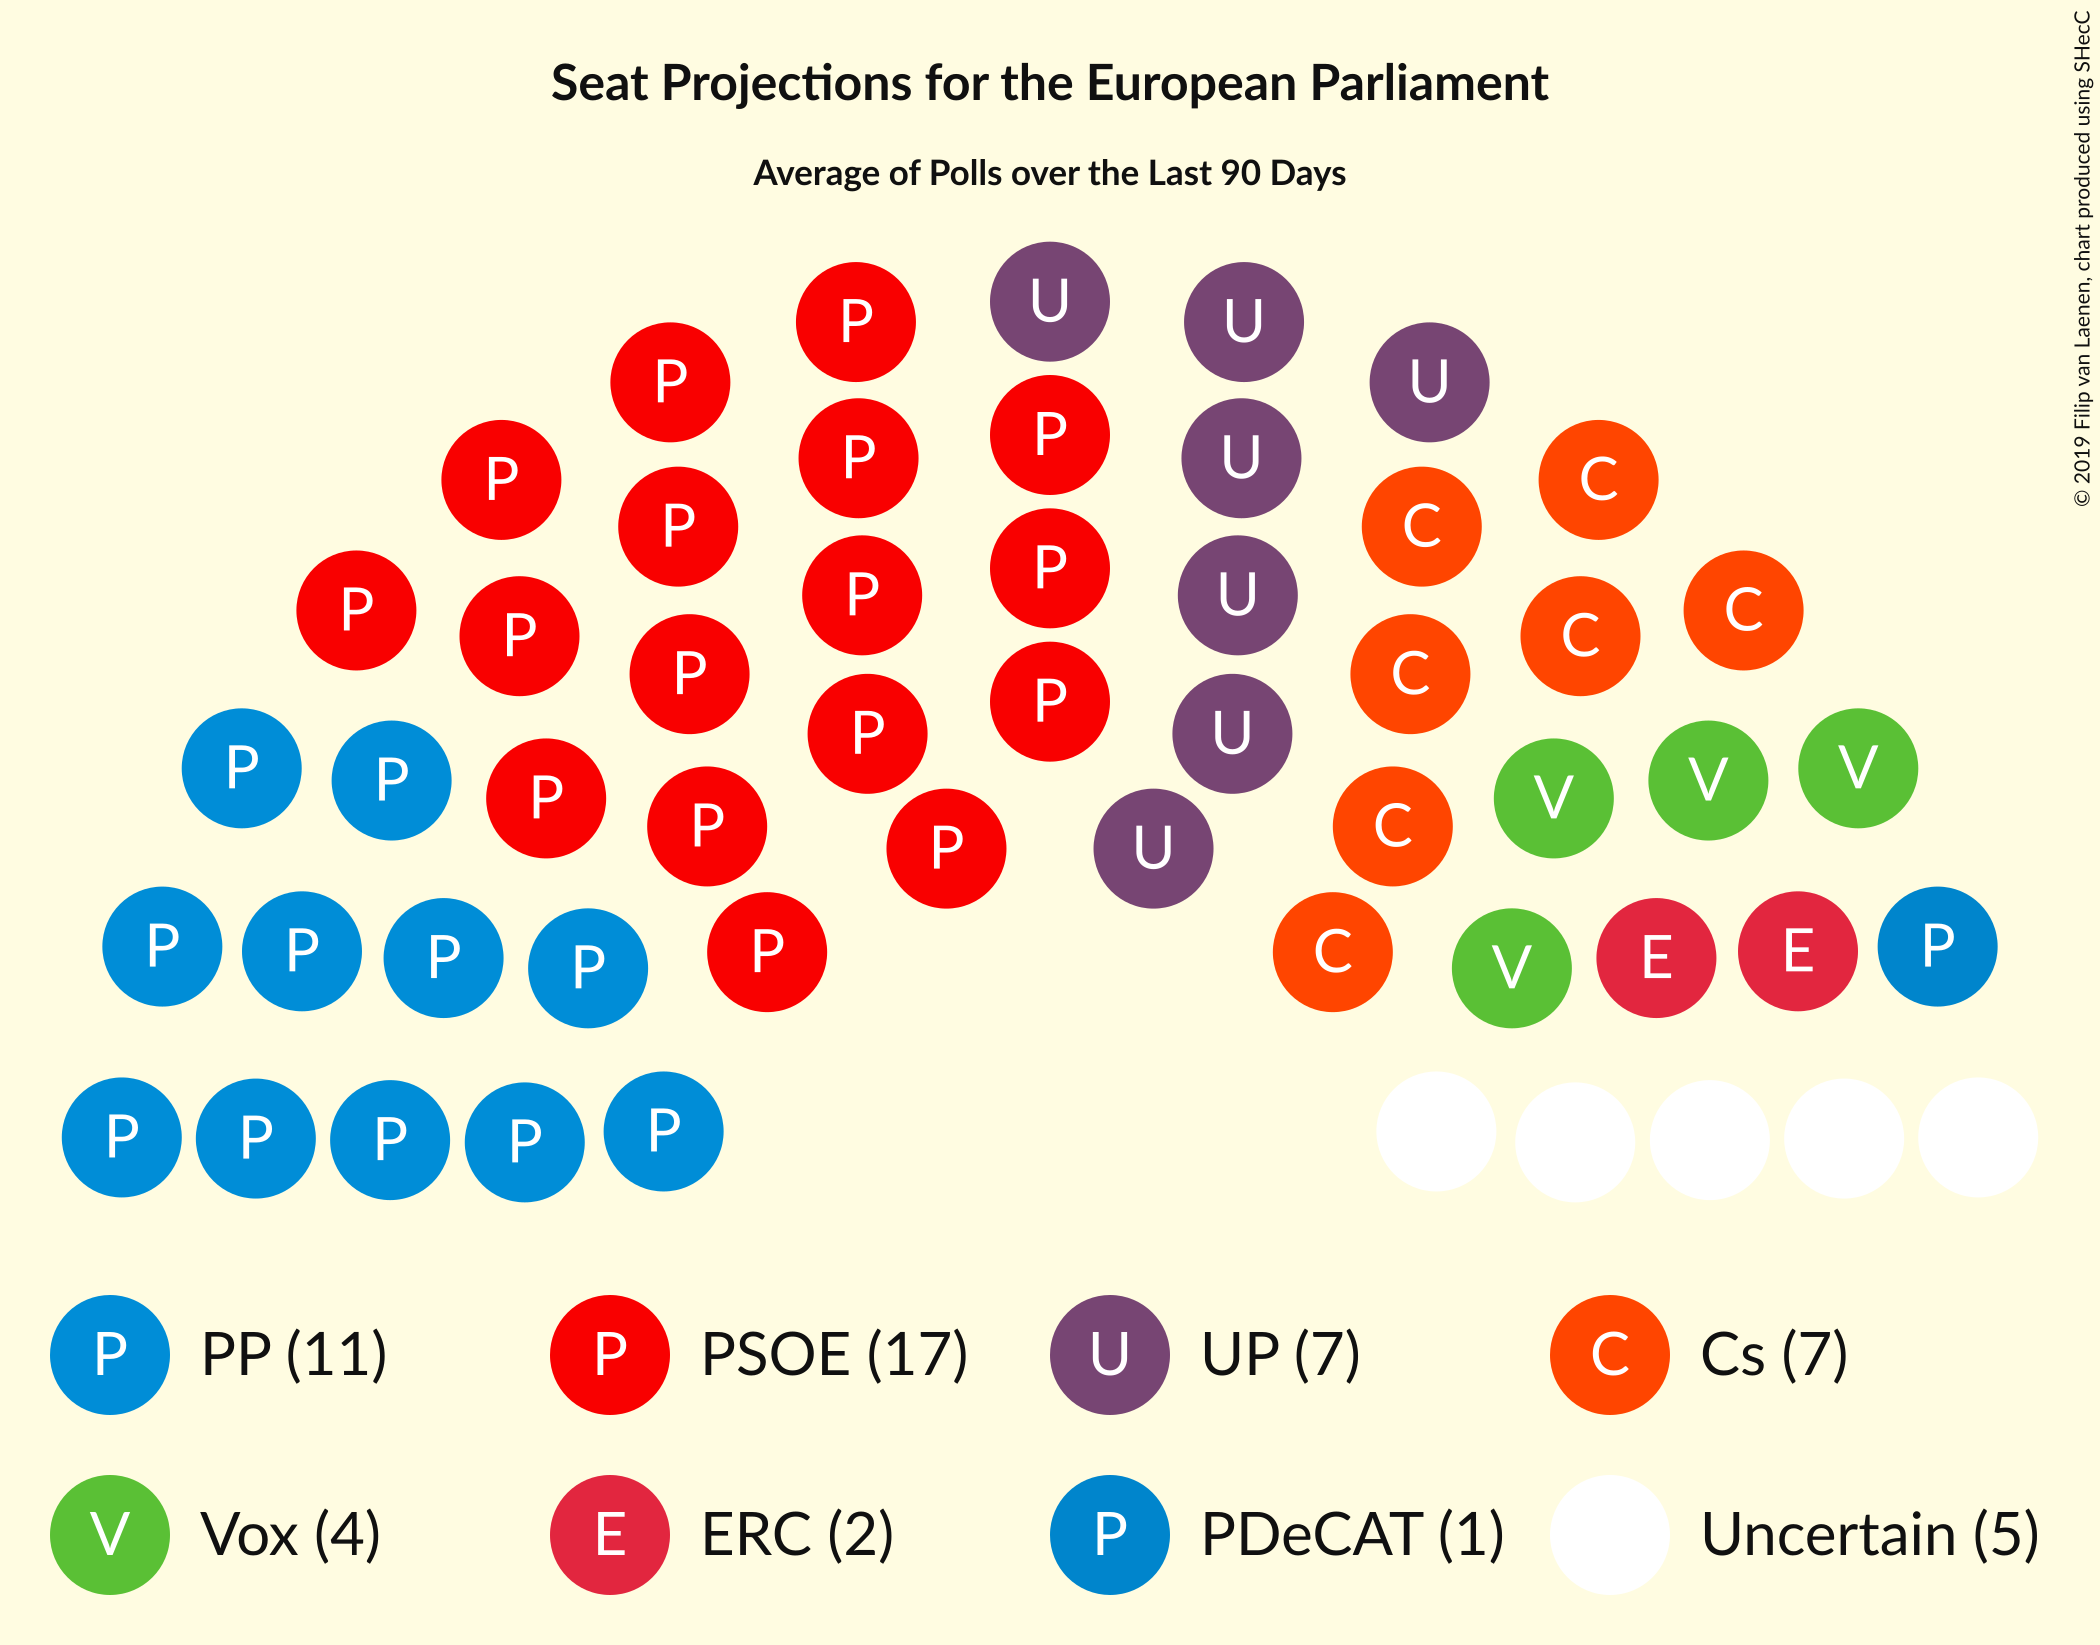 Seat Projections for the European Parliament
Average of Polls over the Last 90 Days
© 2019 Filip van Laenen, chart produced using SHecC
U
P U
P U
P
P P
P C
P U
P C
P
P U
P
P C
P C
P C
P
P U
P
P V
P V
P V
P C
P U
P
P
P
P
P C
P V E E P
P P P P P
P PP (11) P PSOE (17) U UP (7) C Cs (7)
V Vox (4) E ERC (2) P PDeCAT (1) Uncertain (5)